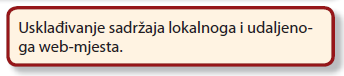 Usklađivanje sadržaja lokalnoga i udaljeno-
ga web-mjesta.